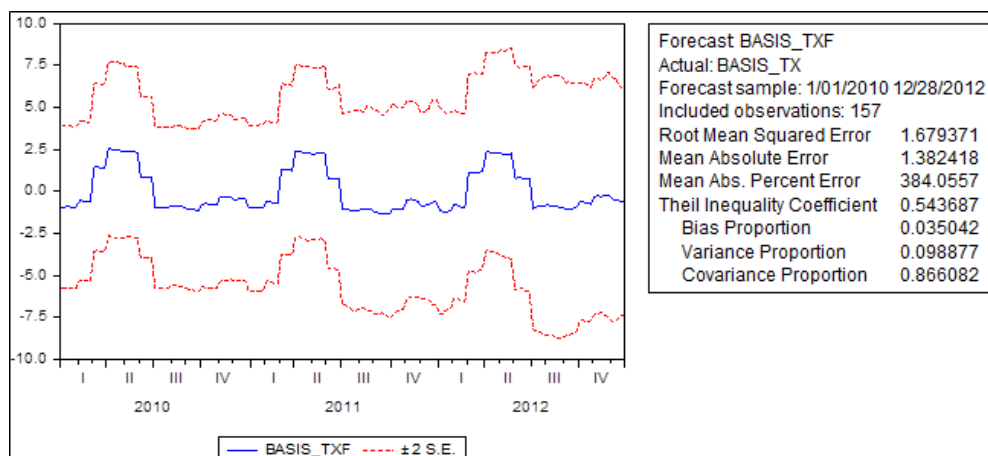 10.0
7.5
5.0
2.5
0.0
-2.5
-5.0
-7.5
-10.0
I II III IV I II III IV I II III IV
2010 2011 2012
BASIS_TXF ±2 S.E.
Forecast: BASIS_TXF
Actual: BASIS_TX
Forecast sample: 1/01/2010 12/28/2012
Included observations: 157
Root Mean Squared Error 1.679371
Mean Absolute Error 1.382418
Mean Abs. Percent Error 384.0557
Theil Inequality Coefficient 0.543687
Bias Proportion 0.035042
Variance Proportion 0.098877
Covariance Proportion 0.866082